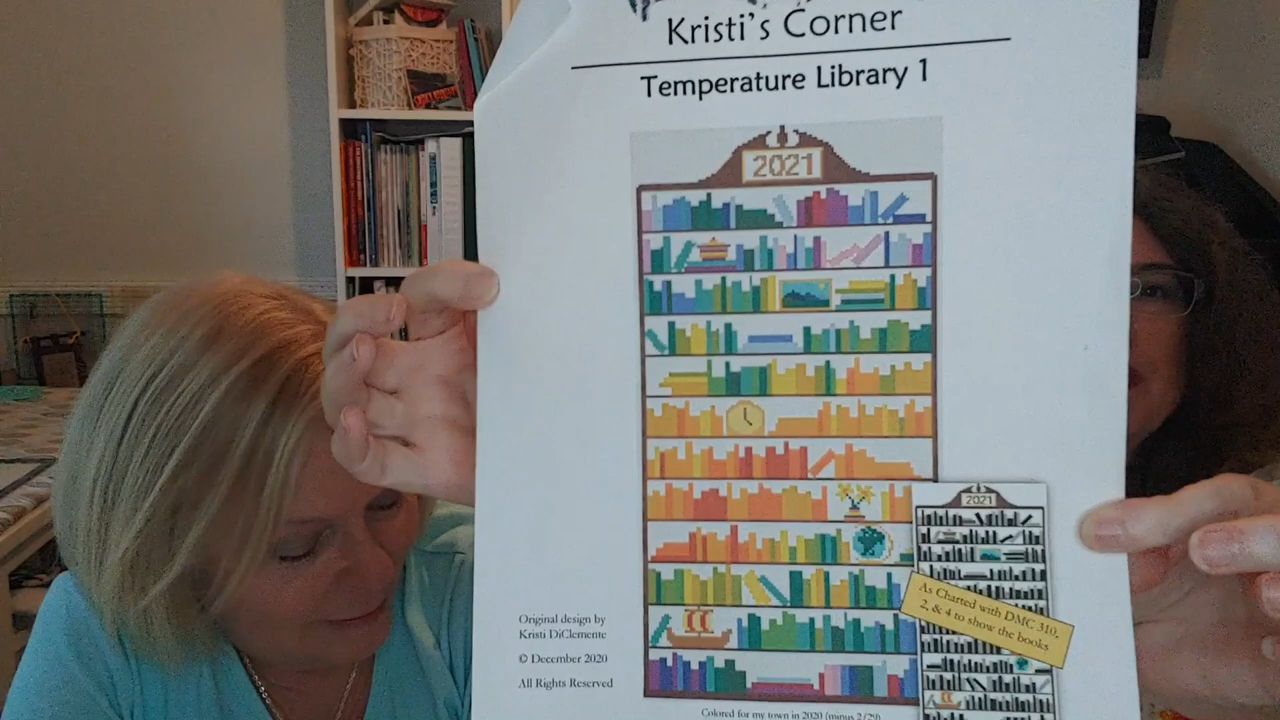 Kristi's Corner
Temperature Library 1
2021
2021
As Charted with DMC 310,
2, & 4 to show the books
Original design by
Kristi DiClemente
© December 2020
All Rights Reserved
Colored for my town in 2020 (minus 2/29)